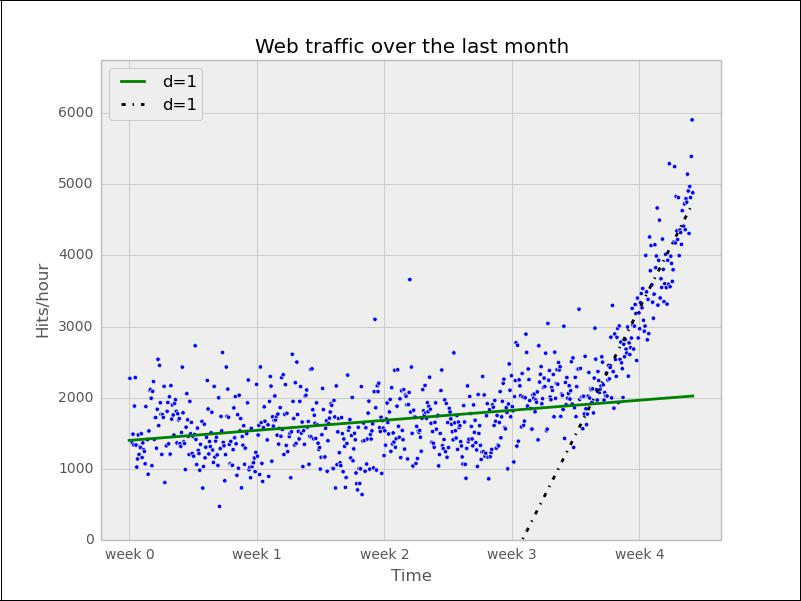 Web traffic over the last month
d=1
d=1
6000
5000
4000
3000
2000
1000
0
Hits/hour
week 0 week 1 week 2 week 3 week 4
Time